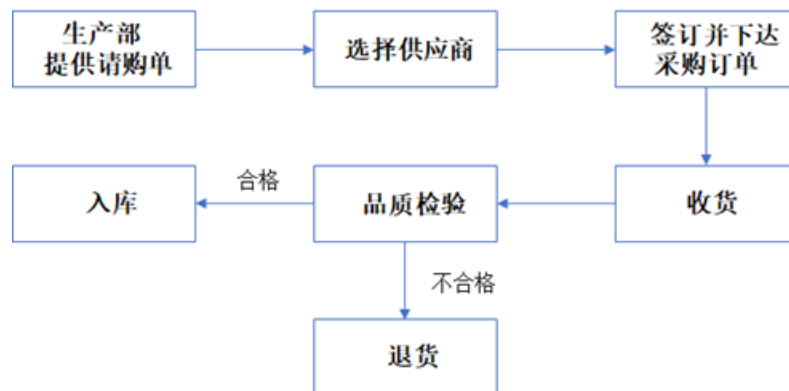 生产部
提供请购单
选择供应商
签订并下达
采购订单
入库
合格
品质检验
收货
不合格
退货